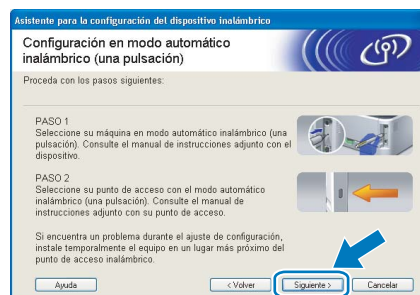 Asistente para la configuración del dispositivo inalámbrico
Configuración en modo automático
inalámbrico (una pulsación)
Proceda con los pasos siguientes:
PASO 1
Seleccione su máquina en modo automático inalámbrico (una
pulsación). Consulte el manual de instrucciones adjunto con el
dispositivo.
PASO 2
Seleccione su punto de acceso con el modo automático
inalámbrico (una pulsación). Consulte el manual de
instrucciones adjunto con su punto de acceso.
Si encuentra un problema durante el ajuste de configuración,
instale temporalmente el equipo en un lugar más próximo del
punto de acceso inalámbrico.
Ayuda
< Volver
Siguiente >
Cancelar